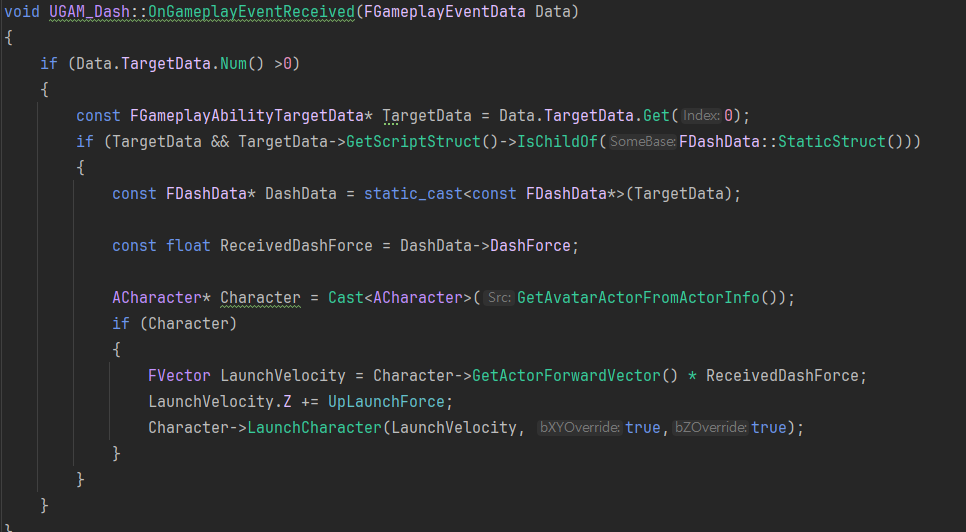 void UGAM_Dash::OnGameplayEventReceived(FGameplayEventData Data)
{
    if (Data.TargetData.Num() >0)
    {
        const FGameplayAbilityTargetData* TargetData = Data.TargetData.Get(Index:0);
        if (TargetData && TargetData->GetScriptStruct()->IsChildOf(SomeBase:FDashData::StaticStruct()))
        {
            const FDashData* DashData = static_cast<const FDashData*>(TargetData);

            const float ReceivedDashForce = DashData->DashForce;

            ACharacter* Character = Cast<ACharacter>(Src:GetAvatarActorFromActorInfo());
            if (Character)
            {
                FVector LaunchVelocity = Character->GetActorForwardVector() * ReceivedDashForce;
                LaunchVelocity.Z += UpLaunchForce;
                Character->LaunchCharacter(LaunchVelocity, bXYOverride:true,bZOverride:true);
            }
        }
    }
}